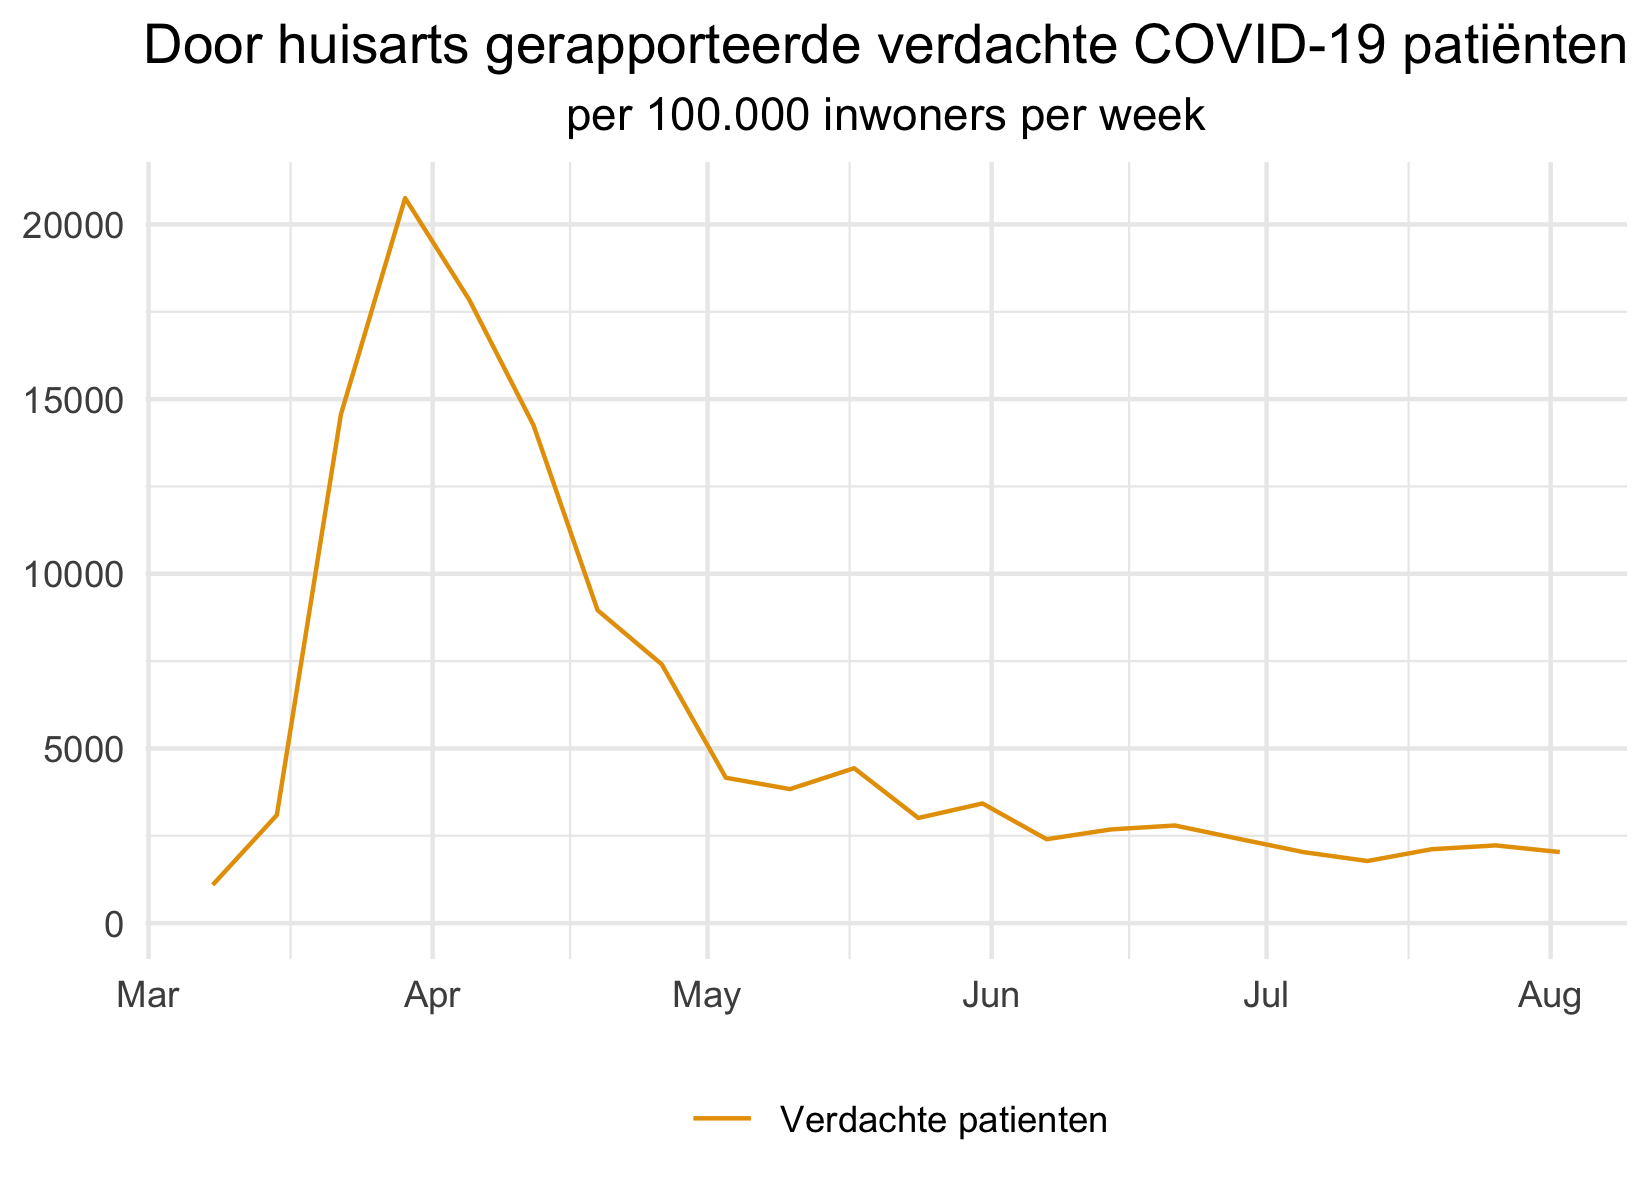 Door huisarts gerapporteerde verdachte COVID-19 patiënten
per 100.000 inwoners per week
20000
15000
10000
5000
0
Mar Apr May Jun Jul Aug
Verdachte patienten